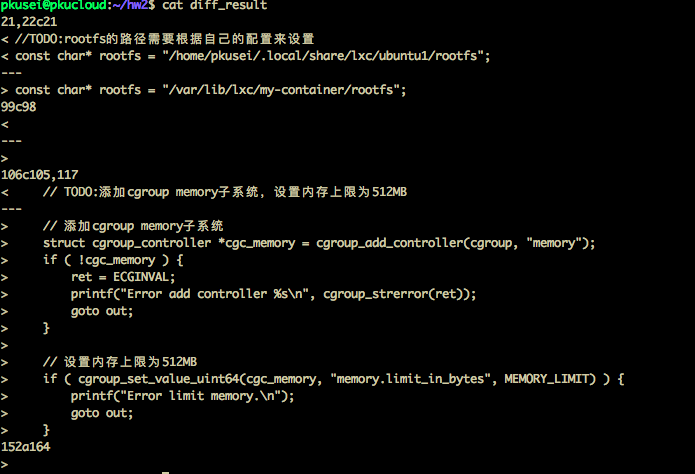 pkusei@pkucloud:~/hw2$ cat diff_result
21,22c21
< //TODO:rootfs的路径需要根据自己的配置来设置
< const char* rootfs = "/home/pkusei/.local/share/lxc/ubuntu1/rootfs";
---
> const char* rootfs = "/var/lib/lxc/my-container/rootfs";
99c98
<
---
>
106c105,117
<     // TODO:添加cgroup memory子系统, 设置内存上限为512MB
---
>     // 添加cgroup memory子系统
>     struct cgroup_controller *cgc_memory = cgroup_add_controller(cgroup, "memory");
>     if ( !cgc_memory ) {
>         ret = ECGINVAL;
>         printf("Error add controller %s\n", cgroup_strerror(ret));
>         goto out;
>     }
>
>     // 设置内存上限为512MB
>     if ( cgroup_set_value_uint64(cgc_memory, "memory.limit_in_bytes", MEMORY_LIMIT) ) {
>         printf("Error limit memory.\n");
>         goto out;
>     }
152a164
>